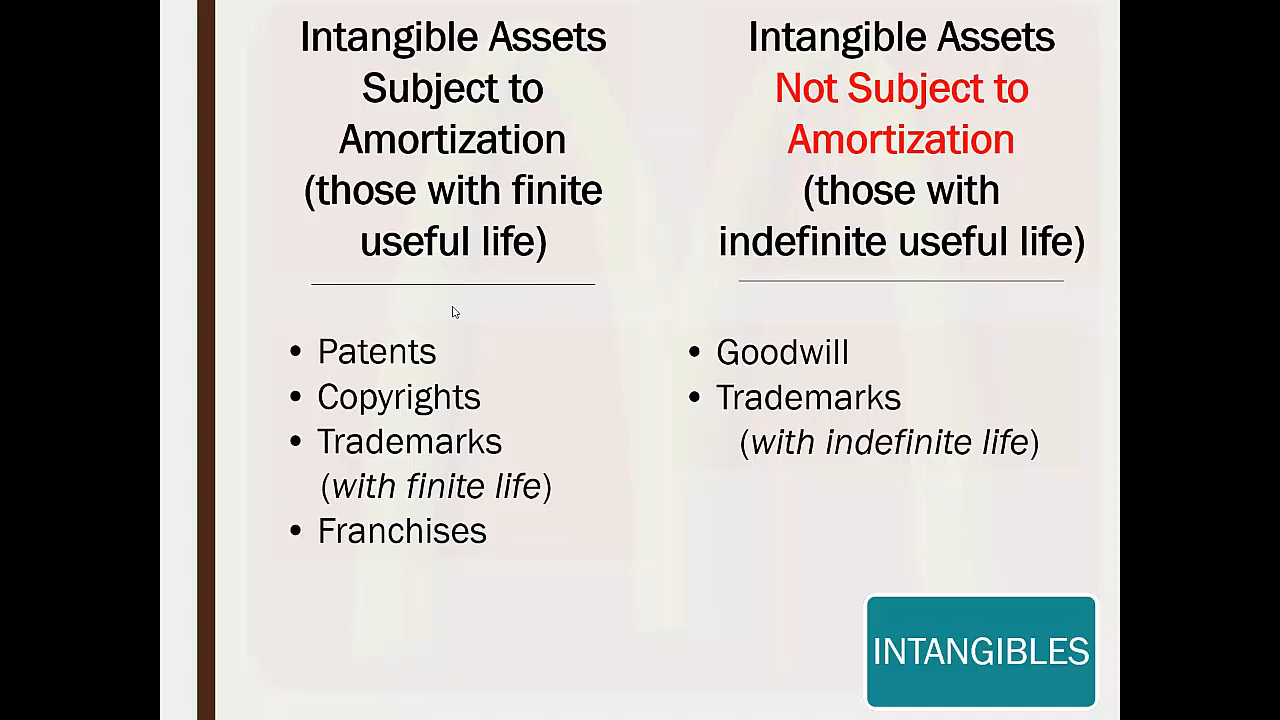 Intangible Assets
Subject to
Amortization
(those with finite
useful life)
• Patents
• Copyrights
• Trademarks
(with finite life)
• Franchises
Intangible Assets
Not Subject to
Amortization
(those with
indefinite useful life)
• Goodwill
• Trademarks
(with indefinite life)
INTANGIBLES